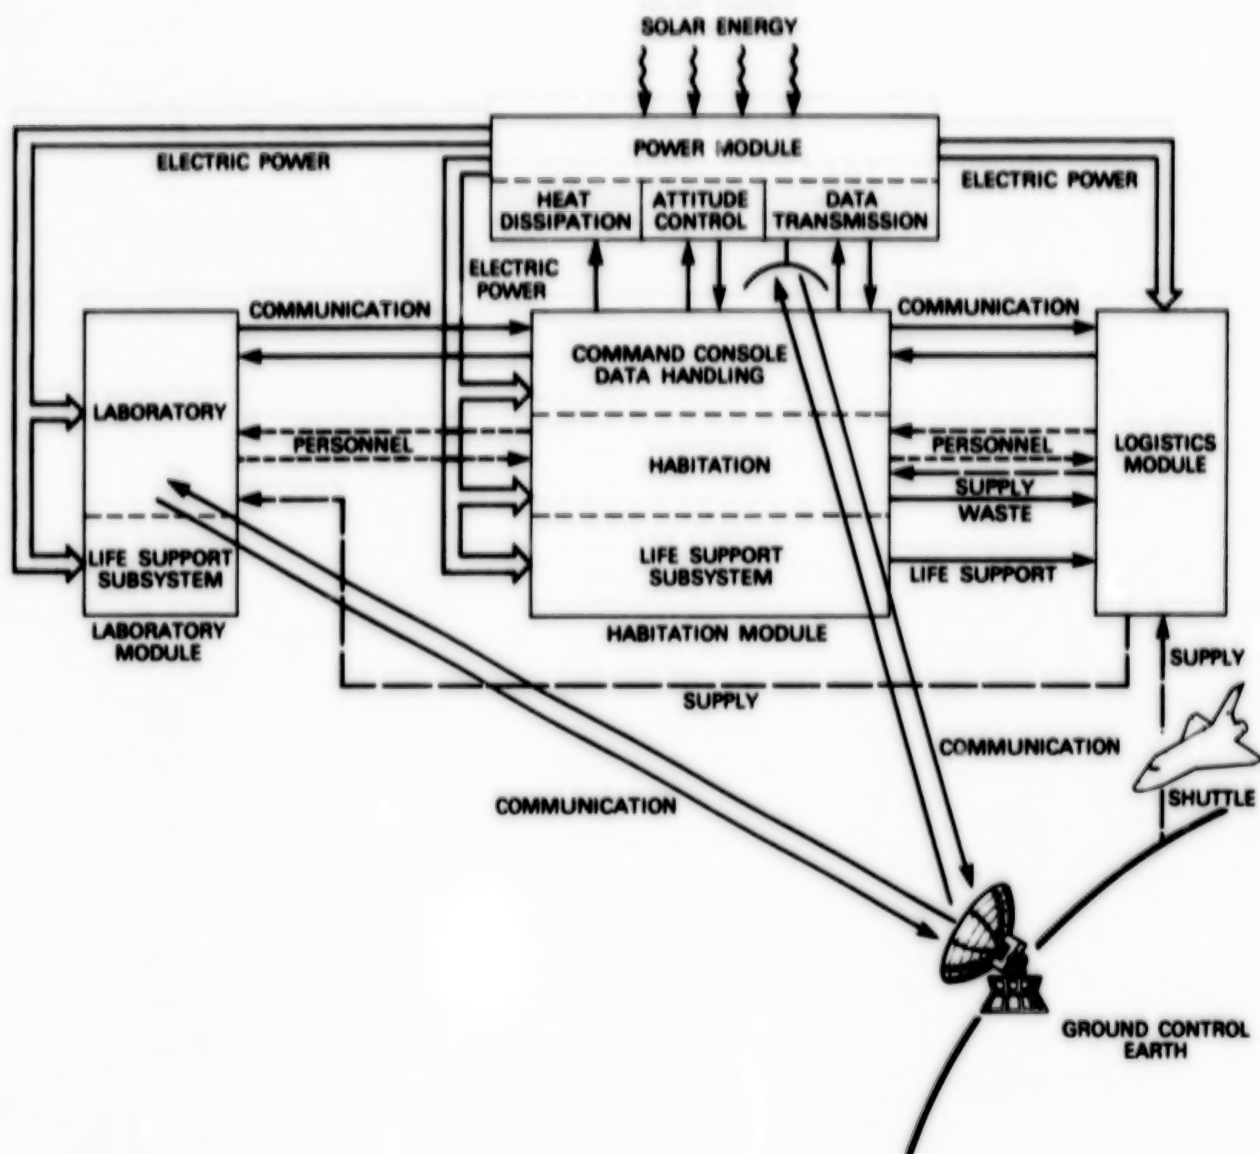 SOLAR ENERGY
POWER MODULE
ELECTRIC POWER
ELECTRIC POWER
HEAT
DISSIPATION
ATTITUDE
CONTROL
DATA
TRANSMISSION
ELECTRIC
POWER
COMMUNICATION
COMMUNICATION
COMMAND CONSOLE
DATA HANDLING
LABORATORY
PERSONNEL
HABITATION
PERSONNEL
LOGISTICS
MODULE
SUPPLY
WASTE
LIFE SUPPORT
SUBSYSTEM
LIFE SUPPORT
SUBSYSTEM
LIFE SUPPORT
LABORATORY
MODULE
HABITATION MODULE
SUPPLY
SUPPLY
COMMUNICATION
COMMUNICATION
SHUTTLE
GROUND CONTROL
EARTH